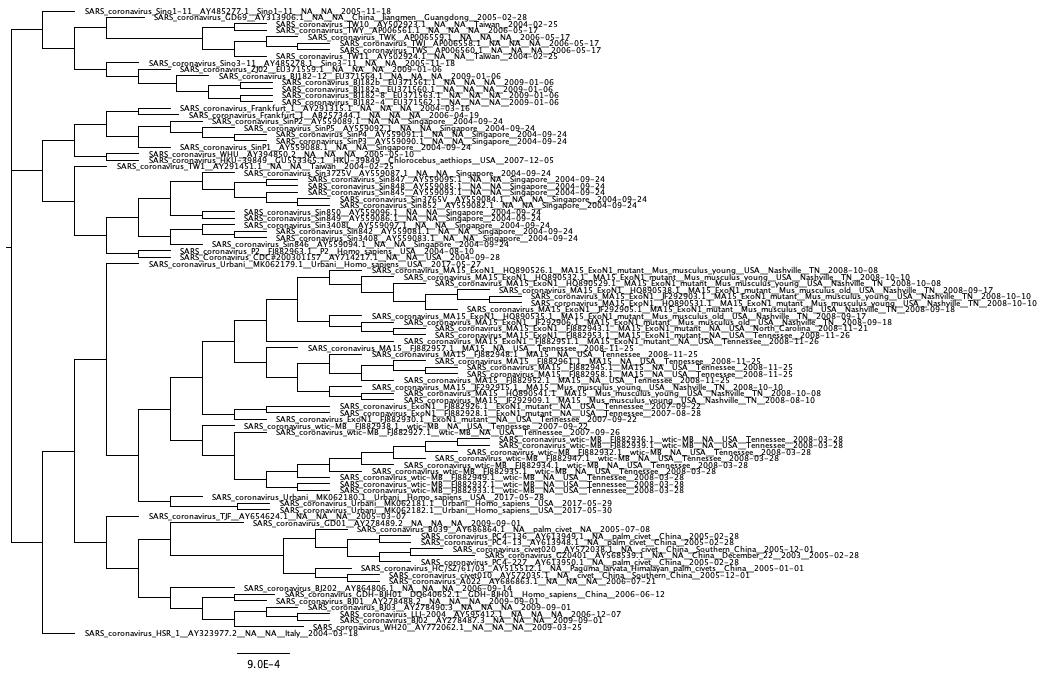 SARS_coronavirus_Sino1-11__AY485277.1__Sino1-11__NA__NA__2005-11-18
SARS_coronavirus_GD69__AY313906.1__NA__NA__China__Jiangmen__Guangdong__2005-02-28
SARS_coronavirus_TW10__AY502923.1__NA__NA__Taiwan__2004-02-25
SARS_coronavirus_TWY__AP006561.1__NA__NA__NA__2006-05-17
SARS_coronavirus_TWK__AP006559.1__NA__NA__NA__2006-05-17
SARS_coronavirus_TWJ__AP006558.1__NA__NA__NA__2006-05-17
SARS_coronavirus_TWS__AP006560.1__NA__NA__NA__2006-05-17
SARS_coronavirus_TW11__AY502924.1__NA__NA__Taiwan__2004-02-25
SARS_coronavirus_Sino3-11__AY485278.1__Sino3-11__NA__NA__2005-11-18
SARS_coronavirus_ZJ02__EU371559.1__NA__NA__NA__2009-01-06
SARS_coronavirus_BJ182-12__EU371564.1__NA__NA__NA__2009-01-06
SARS_coronavirus_BJ182b__EU371561.1__NA__NA__NA__2009-01-06
SARS_coronavirus_BJ182a__EU371560.1__NA__NA__NA__2009-01-06
SARS_coronavirus_BJ182-8__EU371563.1__NA__NA__NA__2009-01-06
SARS_coronavirus_BJ182-4__EU371562.1__NA__NA__NA__2009-01-06
SARS_coronavirus_Frankfurt_1__AY291315.1__NA__NA__NA__2004-03-16
SARS_coronavirus_Frankfurt_1__AB257344.1__NA__NA__NA__2006-04-19
SARS_coronavirus_SinP2__AY559089.1__NA__NA__Singapore__2004-09-24
SARS_coronavirus_SinP5__AY559092.1__NA__NA__Singapore__2004-09-24
SARS_coronavirus_SinP4__AY559091.1__NA__NA__Singapore__2004-09-24
SARS_coronavirus_SinP3__AY559090.1__NA__NA__Singapore__2004-09-24
SARS_coronavirus_SinP1__AY559088.1__NA__NA__Singapore__2004-09-24
SARS_coronavirus_WHU__AY394850.2__NA__NA__NA__2005-05-10
SARS_coronavirus_HKU-39849__GU553365.1__HKU-39849__Chlorocebus_aethiops__USA__2007-12-05
SARS_coronavirus_TW1__AY291451.1__NA__NA__Taiwan__2004-02-25
SARS_coronavirus_Sin3725V__AY559087.1__NA__NA__Singapore__2004-09-24
SARS_coronavirus_Sin847__AY559095.1__NA__NA__Singapore__2004-09-24
SARS_coronavirus_Sin848__AY559085.1__NA__NA__Singapore__2004-09-24
SARS_coronavirus_Sin845__AY559093.1__NA__NA__Singapore__2004-09-24
SARS_coronavirus_Sin3765V__AY559084.1__NA__NA__Singapore__2004-09-24
SARS_coronavirus_Sin852__AY559082.1__NA__NA__Singapore__2004-09-24
SARS_coronavirus_Sin850__AY559096.1__NA__NA__Singapore__2004-09-24
SARS_coronavirus_Sin849__AY559086.1__NA__NA__Singapore__2004-09-24
SARS_coronavirus_Sin3408L__AY559097.1__NA__NA__Singapore__2004-09-24
SARS_coronavirus_Sin842__AY559081.1__NA__NA__Singapore__2004-09-24
SARS_coronavirus_Sin3408__AY559083.1__NA__NA__Singapore__2004-09-24
SARS_coronavirus_Sin846__AY559094.1__NA__NA__Singapore__2004-09-24
SARS_coronavirus_P2__FJ882963.1__P2__Homo_sapiens__USA__2004-08-10
SARS_Coronavirus_CDC#200301157__AY714217.1__NA__NA__USA__2004-09-28
SARS_coronavirus_Urbani__MK062179.1__Urbani__Homo_sapiens__USA__2017-05-27
SARS_coronavirus_MA15_ExoN1__HQ890526.1__MA15_ExoN1_mutant__Mus_musculus_young__USA__Nashville__TN__2008-10-08
SARS_coronavirus_MA15_ExoN1__HQ890532.1__MA15_ExoN1_mutant__Mus_musculus_young__USA__Nashville__TN__2008-10-10
SARS_coronavirus_MA15_ExoN1__HQ890529.1__MA15_ExoN1_mutant__Mus_musculus_young__USA__Nashville__TN__2008-10-08
SARS_coronavirus_MA15_ExoN1__HQ890538.1__MA15_ExoN1_mutant__Mus_musculus_old__USA__Nashville__TN__2008-09-17
SARS_coronavirus_MA15_ExoN1__JF292903.1__MA15_ExoN1_mutant__Mus_musculus_young__USA__Nashville__TN__2008-10-10
SARS_coronavirus_MA15_ExoN1__HQ890531.1__MA15_ExoN1_mutant__Mus_musculus_young__USA__Nashville__TN__2008-10-10
SARS_coronavirus_MA15_ExoN1__JF292905.1__MA15_ExoN1_mutant__Mus_musculus_old__USA__Nashville__TN__2008-09-18
SARS_coronavirus_MA15_ExoN1__HQ890535.1__MA15_ExoN1_mutant__Mus_musculus_old__USA__Nashville__TN__2008-09-17
SARS_coronavirus_MA15_ExoN1__JF292906.1__MA15_ExoN1_mutant__Mus_musculus_old__USA__Nashville__TN__2008-09-18
SARS_coronavirus_MA15_ExoN1__FJ882943.1__MA15_ExoN1_mutant__NA__USA__North_Carolina__2008-11-21
SARS_coronavirus_MA15_ExoN1__FJ882953.1__MA15_ExoN1_mutant__NA__USA__Tennessee__2008-11-26
SARS_coronavirus_MA15_ExoN1__FJ882951.1__MA15_ExoN1_mutant__NA__USA__Tennessee__2008-11-26
SARS_coronavirus_MA15__FJ882957.1__MA15__NA__USA__Tennessee__2008-11-25
SARS_coronavirus_MA15__FJ882948.1__MA15__NA__USA__Tennessee__2008-11-25
SARS_coronavirus_MA15__FJ882961.1__MA15__NA__USA__Tennessee__2008-11-25
SARS_coronavirus_MA15__FJ882945.1__MA15__NA__USA__Tennessee__2008-11-25
SARS_coronavirus_MA15__FJ882958.1__MA15__NA__USA__Tennessee__2008-11-25
SARS_coronavirus_MA15__FJ882952.1__MA15__NA__USA__Tennessee__2008-11-25
SARS_coronavirus_MA15__JF292915.1__MA15__Mus_musculus_young__USA__Nashville__TN__2008-10-10
SARS_coronavirus_MA15__HQ890541.1__MA15__Mus_musculus_young__USA__Nashville__TN__2008-10-08
SARS_coronavirus_MA15__JF292909.1__MA15__Mus_musculus_young__USA__Nashville__TN__2008-08-10
SARS_coronavirus_ExoN1__FJ882926.1__ExoN1_mutant__NA__USA__Tennessee__2007-09-22
SARS_coronavirus_ExoN1__FJ882928.1__ExoN1_mutant__NA__USA__Tennessee__2007-08-28
SARS_coronavirus_ExoN1__FJ882930.1__ExoN1_mutant__NA__USA__Tennessee__2007-09-22
SARS_coronavirus_wtic-MB__FJ882938.1__wtic-MB__NA__USA__Tennessee__2007-09-22
SARS_coronavirus_wtic-MB__FJ882927.1__wtic-MB__NA__USA__Tennessee__2007-09-26
SARS_coronavirus_wtic-MB__FJ882936.1__wtic-MB__NA__USA__Tennessee__2008-03-28
SARS_coronavirus_wtic-MB__FJ882939.1__wtic-MB__NA__USA__Tennessee__2008-03-28
SARS_coronavirus_wtic-MB__FJ882932.1__wtic-MB__NA__USA__Tennessee__2008-03-28
SARS_coronavirus_wtic-MB__FJ882947.1__wtic-MB__NA__USA__Tennessee__2008-03-28
SARS_coronavirus_wtic-MB__FJ882934.1__wtic-MB__NA__USA__Tennessee__2008-03-28
SARS_coronavirus_wtic-MB__FJ882935.1__wtic-MB__NA__USA__Tennessee__2008-03-28
SARS_coronavirus_wtic-MB__FJ882949.1__wtic-MB__NA__USA__Tennessee__2008-03-28
SARS_coronavirus_wtic-MB__FJ882937.1__wtic-MB__NA__USA__Tennessee__2008-03-28
SARS_coronavirus_wtic-MB__FJ882933.1__wtic-MB__NA__USA__Tennessee__2008-03-28
SARS_coronavirus_Urbani__MK062180.1__Urbani__Homo_sapiens__USA__2017-05-28
SARS_coronavirus_Urbani__MK062181.1__Urbani__Homo_sapiens__USA__2017-05-29
SARS_coronavirus_Urbani__MK062182.1__Urbani__Homo_sapiens__USA__2017-05-30
SARS_coronavirus_TJF__AY654624.1__NA__NA__NA__2005-03-07
SARS_coronavirus_GD01__AY278489.2__NA__NA__NA__2009-09-01
SARS_coronavirus_B039__AY686864.1__NA__palm_civet__NA__2005-07-08
SARS_coronavirus_PC4-136__AY613949.1__NA__palm_civet__China__2005-02-28
SARS_coronavirus_PC4-13__AY613948.1__NA__palm_civet__China__2005-02-28
SARS_coronavirus_civet020__AY572038.1__NA__civet__China__Southern_China__2005-12-01
SARS_coronavirus_GZ0401__AY568539.1__NA__NA__China__December_22__2003__2005-02-28
SARS_coronavirus_PC4-227__AY613950.1__NA__palm_civet__China__2005-02-28
SARS_coronavirus_HC/SZ/61/03__AY515512.1__NA__Paguma_larvata_Himalayan_palm_civets__China__2005-01-01
SARS_coronavirus_civet010__AY572035.1__NA__civet__China__Southern_China__2005-12-01
SARS_coronavirus_A022__AY686863.1__NA__NA__NA__2006-07-21
SARS_coronavirus_BJ202__AY864806.1__NA__NA__NA__2006-09-14
SARS_coronavirus_GDH-BJH01__DQ640652.1__GDH-BJH01__Homo_sapiens__China__2006-06-12
SARS_coronavirus_BJ01__AY278488.2__NA__NA__NA__2009-09-01
SARS_coronavirus_BJ03__AY278490.3__NA__NA__NA__2009-09-01
SARS_coronavirus_LLJ-2004__AY595412.1__NA__NA__NA__2006-12-07
SARS_coronavirus_BJ02__AY278487.3__NA__NA__NA__2009-09-01
SARS_coronavirus_WH20__AY772062.1__NA__NA__NA__2009-03-25
SARS_coronavirus_HSR_1__AY323977.2__NA__NA__Italy__2004-03-18
9.0E-4